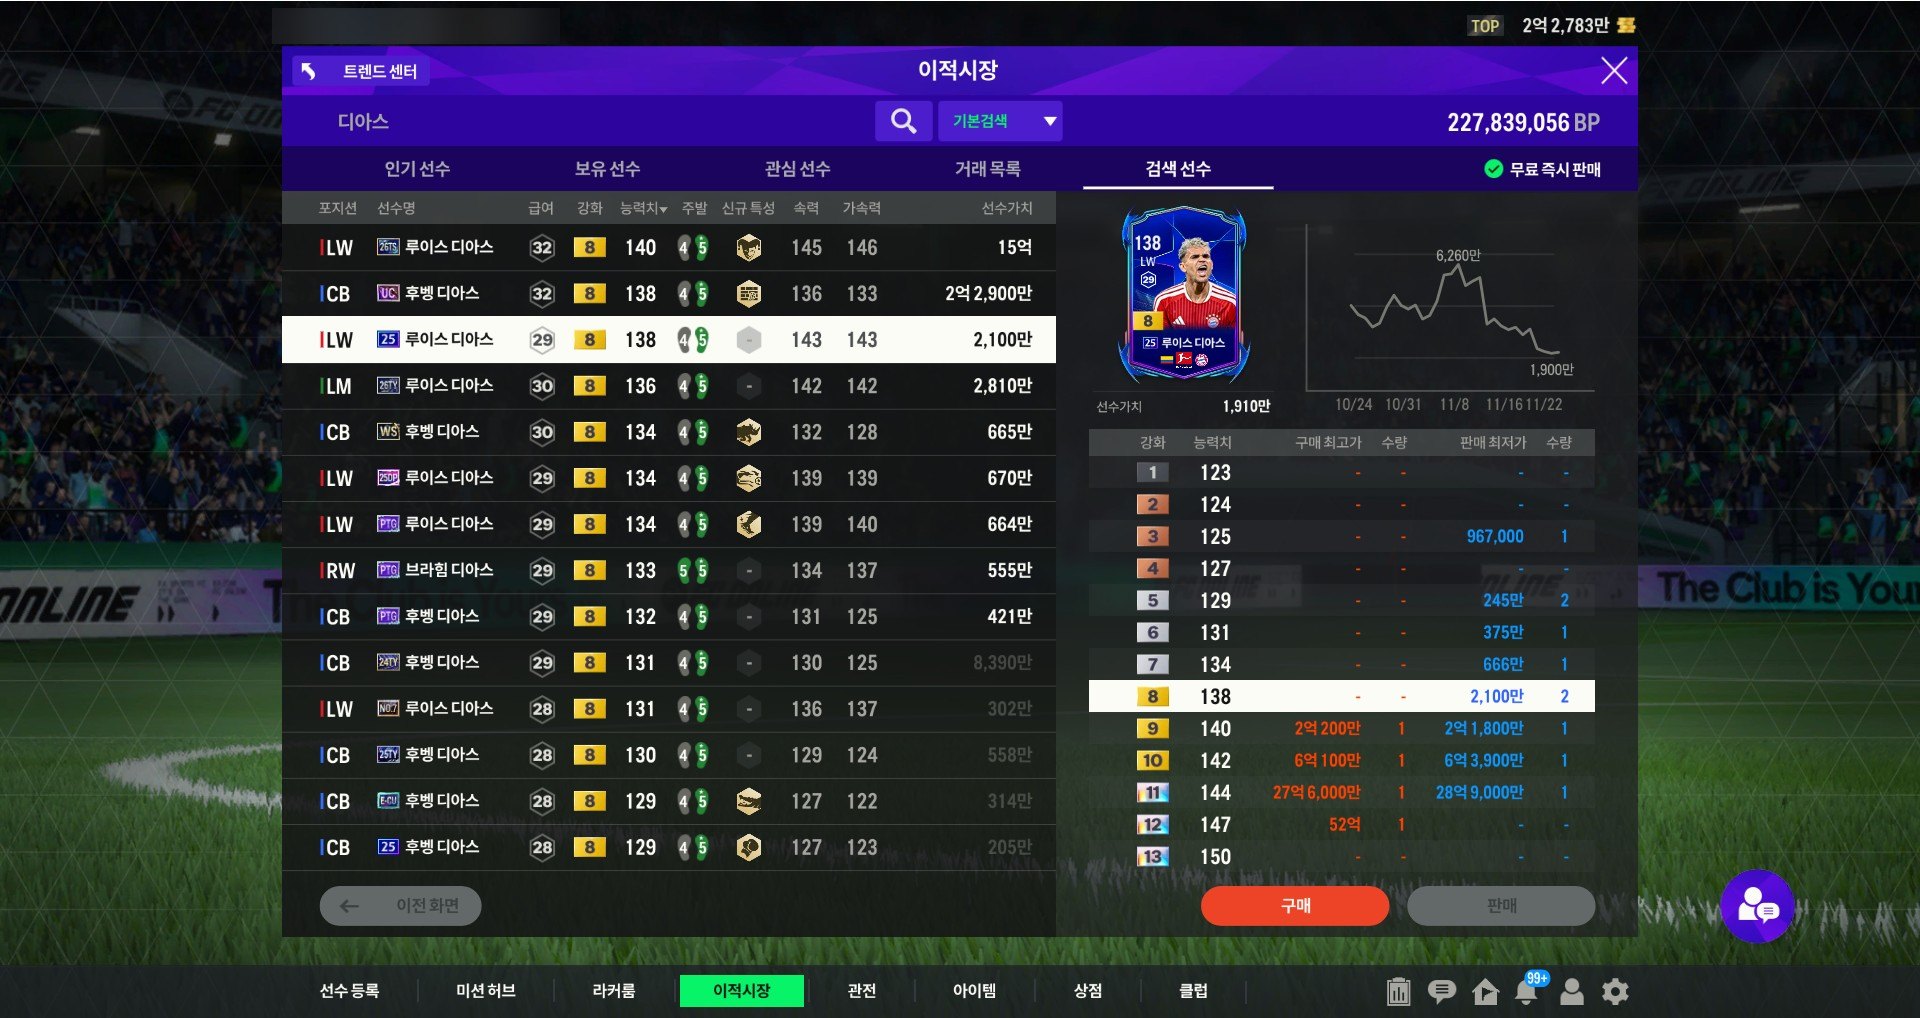 TOP 2억 2,783만
트렌드 센터 이적시장
디아스 기본검색 227,839,056 BP
인기 선수 보유 선수 관심 선수 거래 목록 검색 선수 무료 즉시 판매
포지션 선수명 급여 강화 능력치 주발 신규 특성 속력 가속력 선수가치
LW 26TS 루이스 디아스 32 8 140 4 5 145 146 15억
CB UC 후벵 디아스 32 8 138 4 5 136 133 2억 2,900만
LW 25 루이스 디아스 29 8 138 4 5 - 143 143 2,100만
LM 26TY 루이스 디아스 30 8 136 4 5 - 142 142 2,810만
CB WS 후벵 디아스 30 8 134 4 5 132 128 665만
LW 25DP 루이스 디아스 29 8 134 4 5 139 139 670만
LW PTG 루이스 디아스 29 8 134 4 5 139 140 664만
RW PTG 브라힘 디아스 29 8 133 5 5 - 134 137 555만
CB PTG 후벵 디아스 29 8 132 4 5 - 131 125 421만
CB 24TY 후벵 디아스 29 8 131 4 5 - 130 125 8,390만
LW NO.7 루이스 디아스 28 8 131 4 5 - 136 137 302만
CB 25TY 후벵 디아스 28 8 130 4 5 - 129 124 558만
CB E-CU 후벵 디아스 28 8 129 4 5 127 122 314만
CB 25 후벵 디아스 28 8 129 4 5 127 123 205만
이전 화면
138
LW
29
8
25 루이스 디아스
선수가치 1,910만
6,260만
1,900만
10/24 10/31 11/8 11/16 11/22
강화 능력치 구매 최고가 수량 판매 최저가 수량
1 123 - - - -
2 124 - - - -
3 125 - - 967,000 1
4 127 - - - -
5 129 - - 245만 2
6 131 - - 375만 1
7 134 - - 666만 1
8 138 - - 2,100만 2
9 140 2억 200만 1 2억 1,800만 1
10 142 6억 100만 1 6억 3,900만 1
11 144 27억 6,000만 1 28억 9,000만 1
12 147 52억 1 - -
13 150 - - - -
구매 판매
ONLINE
The Club is Your
선수 등록 미션 허브 라커룸 이적시장 관전 아이템 상점 클럽 99+